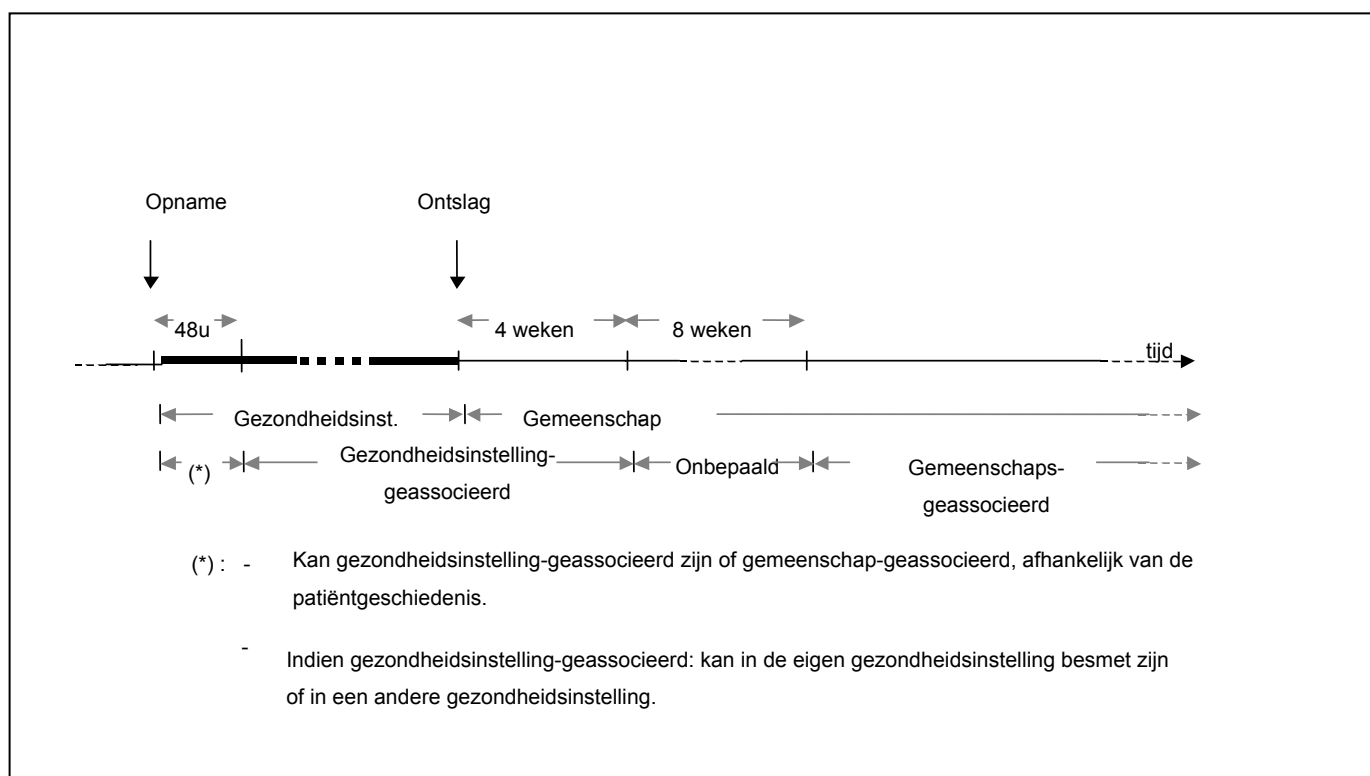 Opname Ontslag
48u 4 weken 8 weken
tijd
Gezondheidsinst. Gemeenschap
(*) Gezondheidsinstelling-
geassocieerd
Onbepaald
Gemeenschaps-
geassocieerd
(*) : - Kan gezondheidsinstelling-geassocieerd zijn of gemeenschap-geassocieerd, afhankelijk van de
patiëntgeschiedenis.
- Indien gezondheidsinstelling-geassocieerd: kan in de eigen gezondheidsinstelling besmet zijn
of in een andere gezondheidsinstelling.